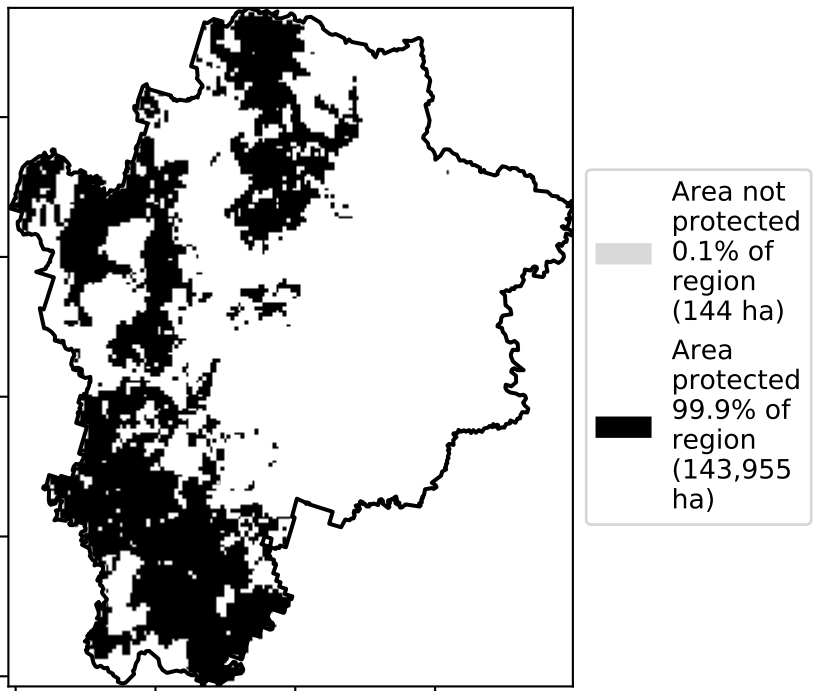 Area not
protected
0.1% of
region
(144 ha)
Area
protected
99.9% of
region
(143,955
ha)